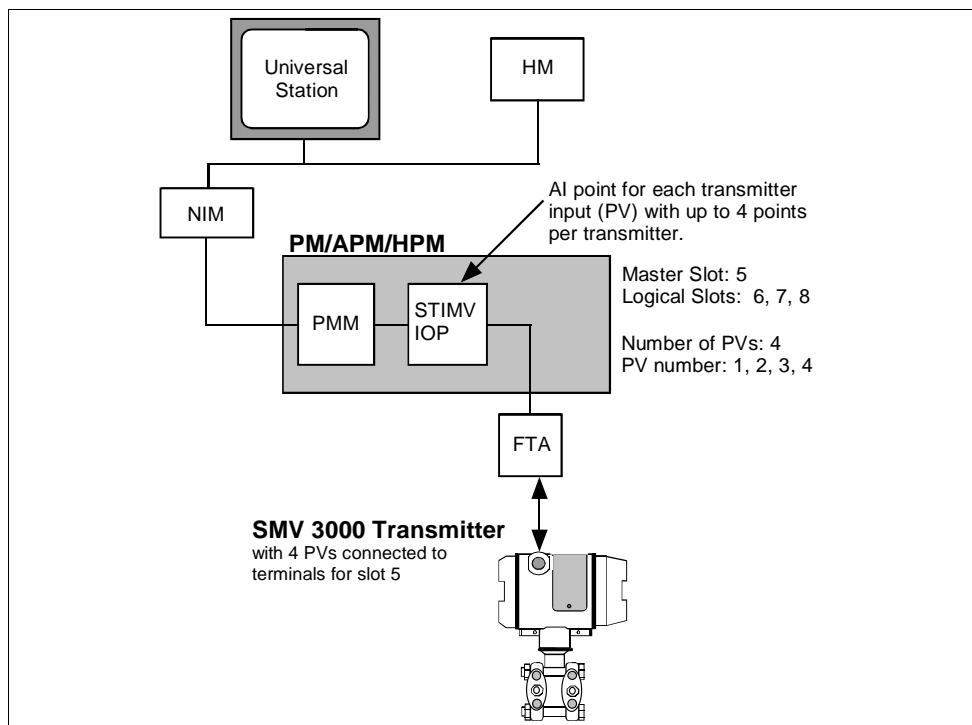 Universal
Station
HM
NIM
AI point for each transmitter
input (PV) with up to 4 points
per transmitter.
PM/APM/HPM
PMM
STIMV
IOP
Master Slot: 5
Logical Slots: 6, 7, 8
Number of PVs: 4
PV number: 1, 2, 3, 4
FTA
SMV 3000 Transmitter
with 4 PVs connected to
terminals for slot 5